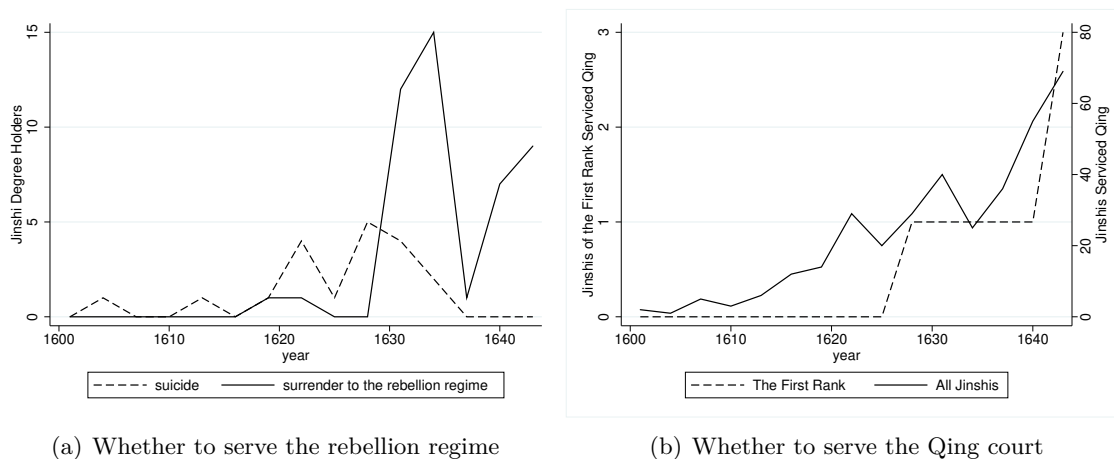 Jinshi Degree Holders
15
10
5
0
1600 1610 1620 1630 1640
year
suicide surrender to the rebellion regime
(a) Whether to serve the rebellion regime
Jinshis of the First Rank Serviced Qing
3
2
1
0
1600 1610 1620 1630 1640
year
80
60
40
20
0
Jinshis Serviced Qing
The First Rank All Jinshis
(b) Whether to serve the Qing court